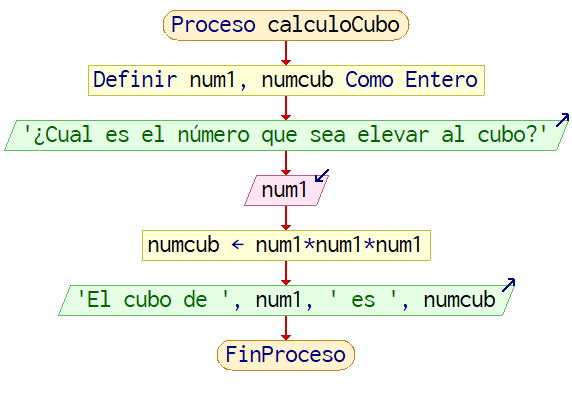 Proceso calculoCubo
Definir num1, numcub Como Entero
'¿Cual es el número que sea elevar al cubo?'
num1
numcub ← num1*num1*num1
'El cubo de ', num1, ' es ', numcub
FinProceso